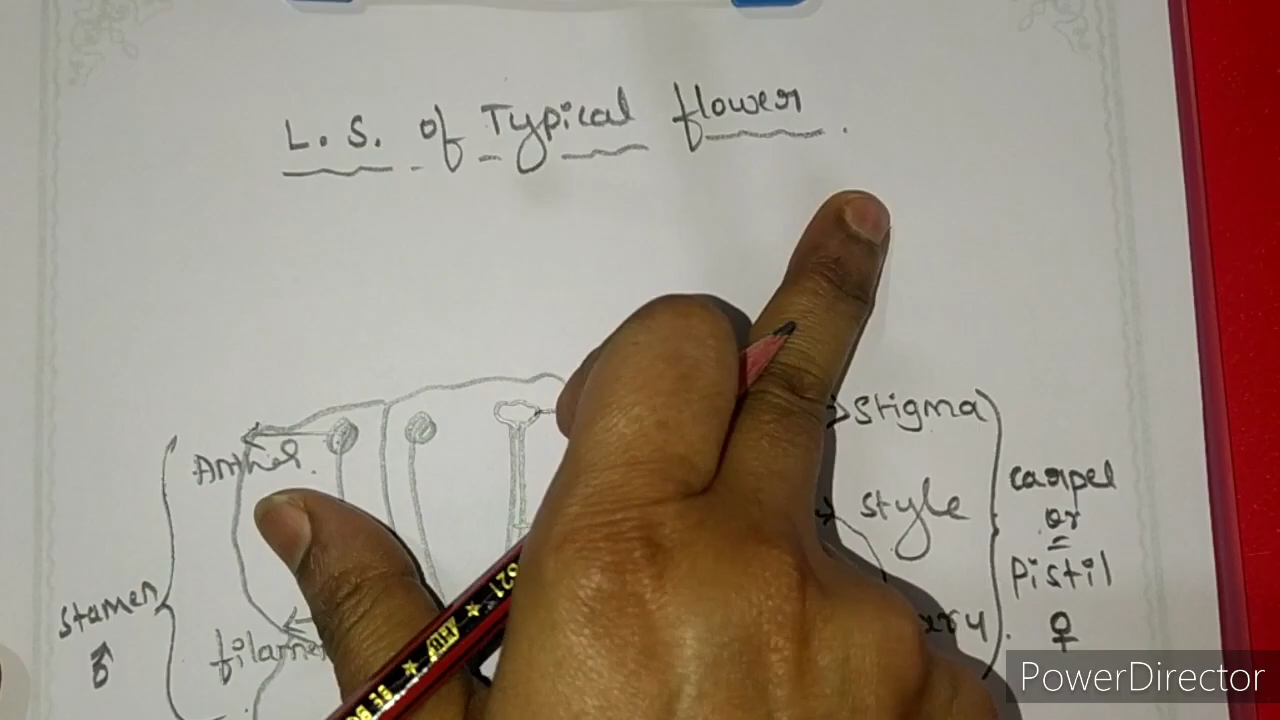 L. S. of Typical flower.
Anther.
Stigma
Style
carpel
or
Pistil
♀
Stamen
♂
PowerDirector